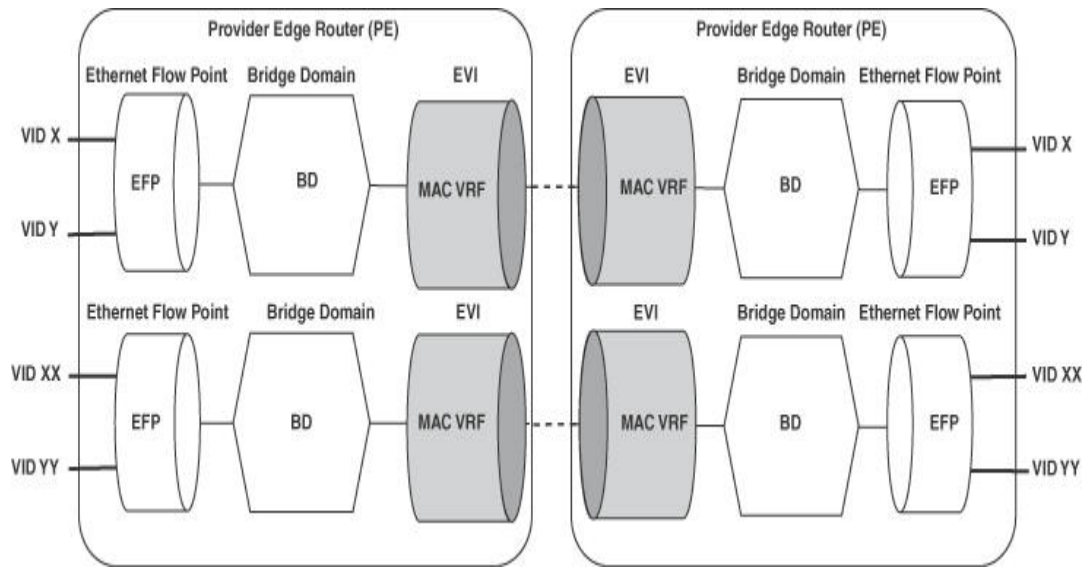 Provider Edge Router (PE)
Provider Edge Router (PE)
Ethernet Flow Point
Bridge Domain
EVI
EVI
Bridge Domain
Ethernet Flow Point
VID X
VID Y
EFP
BD
MAC VRF
MAC VRF
BD
EFP
VID X
VID Y
Ethernet Flow Point
Bridge Domain
EVI
EVI
Bridge Domain
Ethernet Flow Point
VID XX
VID YY
EFP
BD
MAC VRF
MAC VRF
BD
EFP
VID XX
VID YY